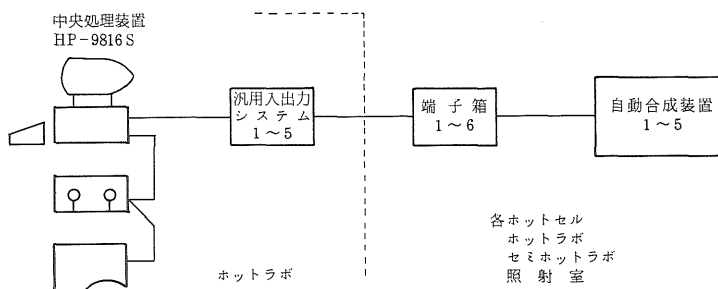 中央処理装置
HP-9816S
汎用入出力
システム
1~5
端子箱
1~6
自動合成装置
1~5
各ホットセル
ホットラボ
セミホットラボ
照射室
ホットラボ